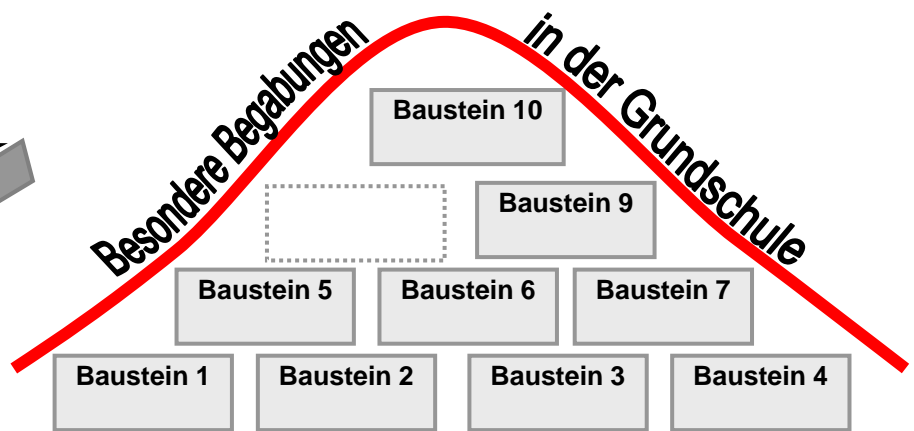 Besondere Begabungen
in der Grundschule
Baustein 10
Baustein 9
Baustein 5
Baustein 6
Baustein 7
Baustein 1
Baustein 2
Baustein 3
Baustein 4